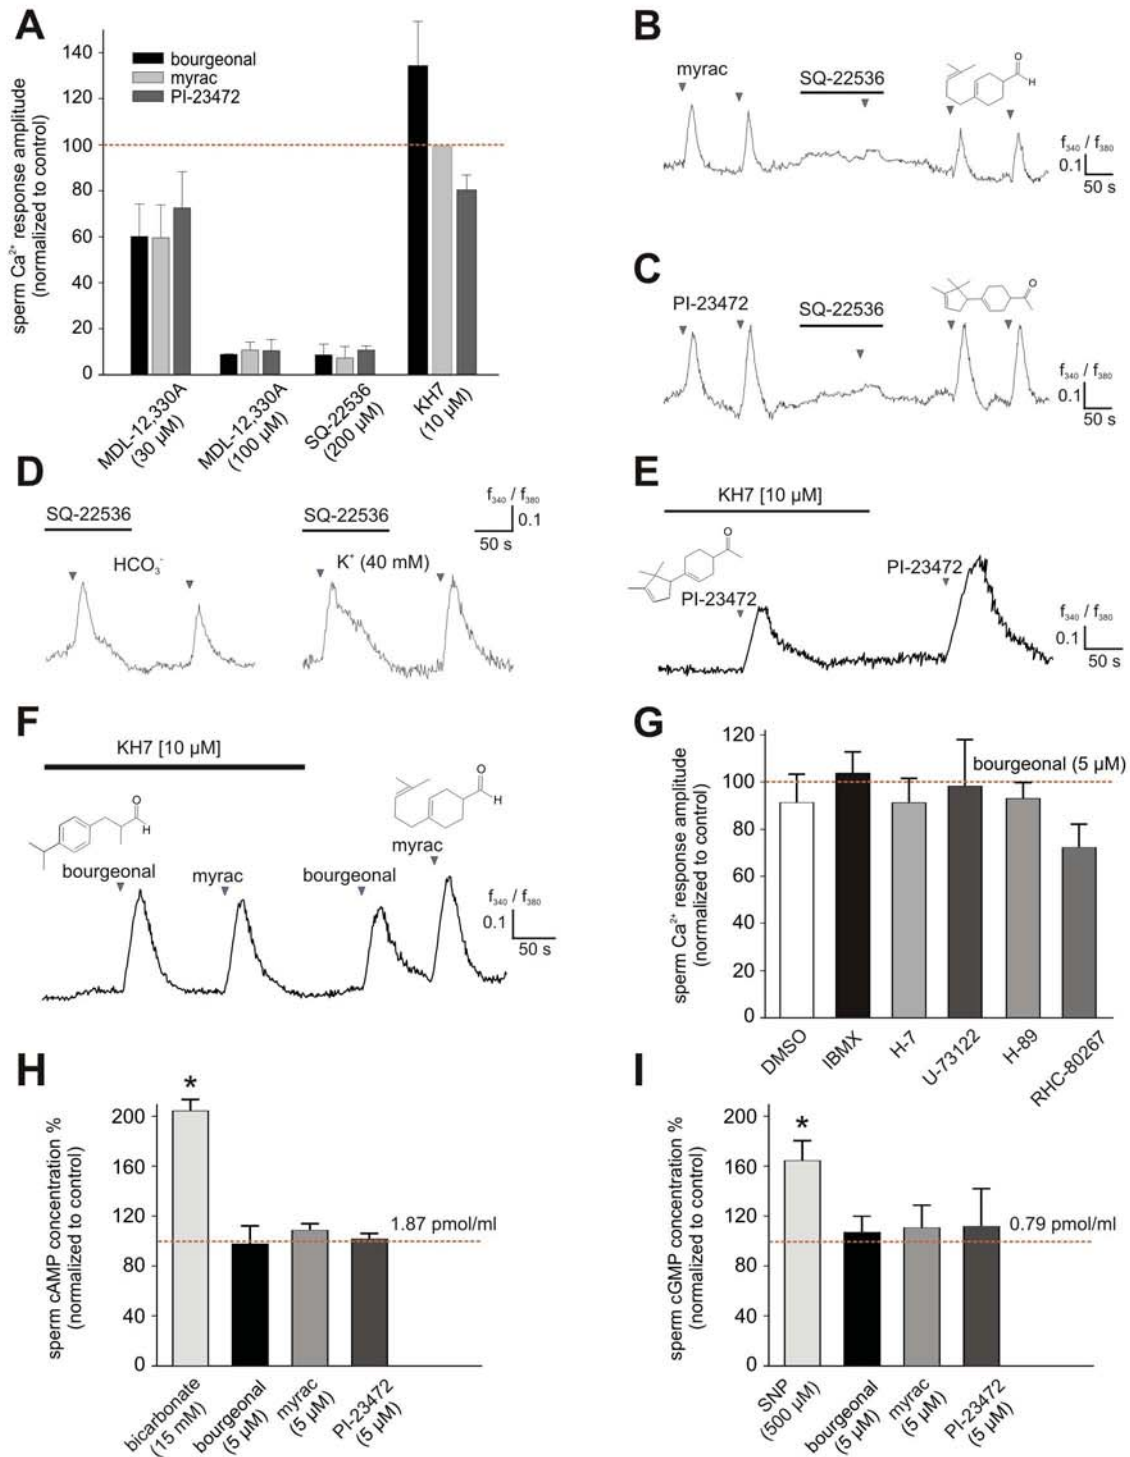 A
sperm Ca²⁺ response amplitude
(normalized to control)
140
120
100
80
60
40
20
0
bourgeonal
myrac
PI-23472
MDL-12,330A
(30 µM)
MDL-12,330A
(100 µM)
SQ-22536
(200 µM)
KH7
(10 µM)
B
myrac
SQ-22536
O
H
f₃₄₀ / f₃₈₀
0.1
50 s
C
PI-23472
SQ-22536
O
f₃₄₀ / f₃₈₀
0.1
50 s
D
SQ-22536
HCO₃⁻
SQ-22536
K⁺ (40 mM)
f₃₄₀ / f₃₈₀
0.1
50 s
E
KH7 [10 µM]
O
PI-23472
PI-23472
f₃₄₀ / f₃₈₀
0.1
50 s
F
KH7 [10 µM]
O
H
bourgeonal
myrac
bourgeonal
O
H
myrac
f₃₄₀ / f₃₈₀
0.1
50 s
G
sperm Ca²⁺ response amplitude
(normalized to control)
120
100
80
60
40
20
0
bourgeonal (5 µM)
DMSO
IBMX
H-7
U-73122
H-89
RHC-80267
H
sperm cAMP concentration %
(normalized to control)
200
160
120
80
40
0
*
1.87 pmol/ml
bicarbonate
(15 mM)
bourgeonal
(5 µM)
myrac
(5 µM)
PI-23472
(5 µM)
I
sperm cGMP concentration %
(normalized to control)
200
160
120
80
40
0
*
0.79 pmol/ml
SNP
(500 µM)
bourgeonal
(5 µM)
myrac
(5 µM)
PI-23472
(5 µM)